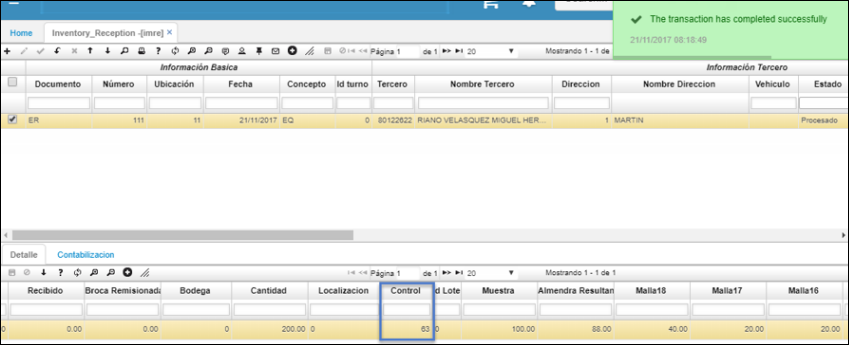 The transaction has completed successfully
21/11/2017 08:18:49
Home Inventory_Reception -[imre] ×
Página 1 de 1 20 Mostrando 1 - 1 de
Información Basica Información Tercero
Documento Número Ubicación Fecha Concepto Id turno Tercero Nombre Tercero Direccion Nombre Direccion Vehiculo Estado
ER 111 11 21/11/2017 EQ 0 80122622 RIANO VELASQUEZ MIGUEL HER... 1 MARTIN Procesado
Detalle Contabilizacion
Página 1 de 1 20 Mostrando 1 - 1 de 1
Recibido Broca Remisionada Bodega Cantidad Localizacion Control d Lote Muestra Almendra Resultan Malla18 Malla17 Malla16
0 0.00 0.00 0 200.00 0 63 0 100.00 88.00 40.00 20.00 20.00